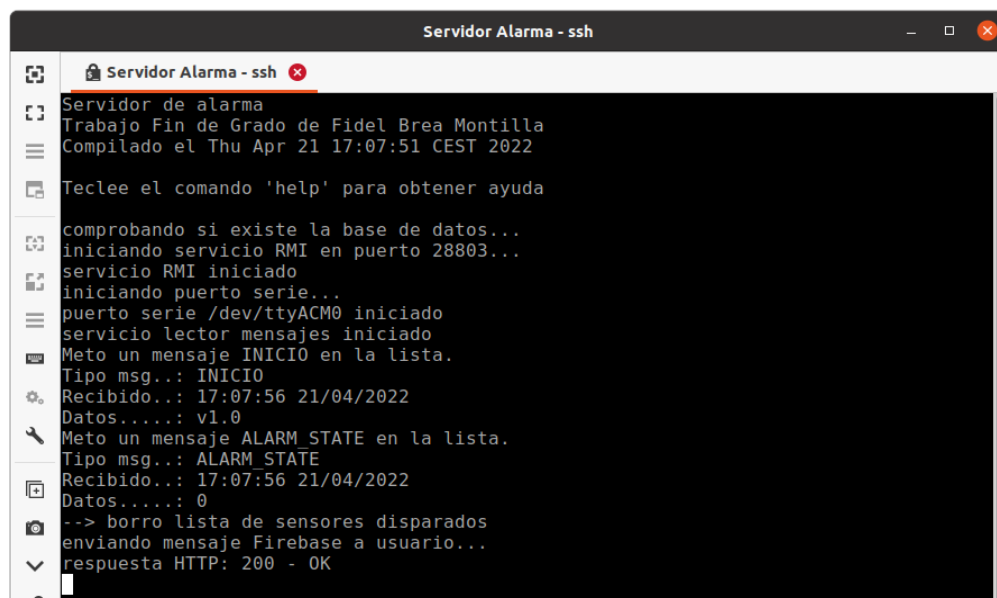 Servidor Alarma - ssh
Servidor Alarma - ssh
Servidor de alarma
Trabajo Fin de Grado de Fidel Brea Montilla
Compilado el Thu Apr 21 17:07:51 CEST 2022
Teclee el comando 'help' para obtener ayuda
comprobando si existe la base de datos...
iniciando servicio RMI en puerto 28803...
servicio RMI iniciado
iniciando puerto serie...
puerto serie /dev/ttyACM0 iniciado
servicio lector mensajes iniciado
Meto un mensaje INICIO en la lista.
Tipo msg..: INICIO
Recibido..: 17:07:56 21/04/2022
Datos.....: v1.0
Meto un mensaje ALARM_STATE en la lista.
Tipo msg..: ALARM_STATE
Recibido..: 17:07:56 21/04/2022
Datos.....: 0
--> borro lista de sensores disparados
enviando mensaje Firebase a usuario...
respuesta HTTP: 200 - OK